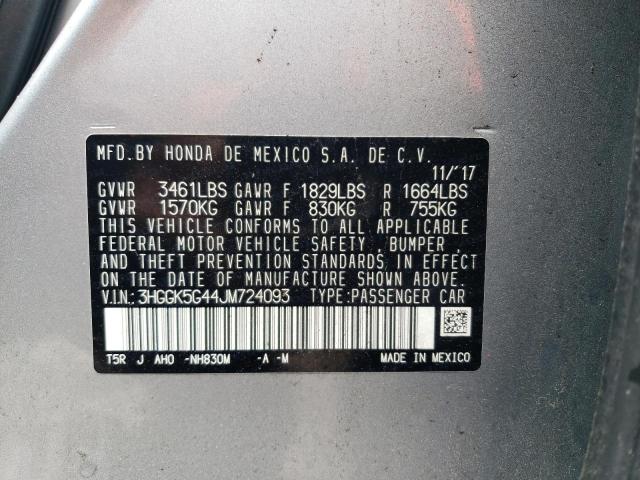 MFD. BY HONDA DE MEXICO S.A. DE C.V.
11/'17
GVWR 3461LBS GAWR F 1829LBS R 1664LBS
GVWR 1570KG GAWR F 830KG R 755KG
THIS VEHICLE CONFORMS TO ALL APPLICABLE
FEDERAL MOTOR VEHICLE SAFETY, BUMPER,
AND THEFT PREVENTION STANDARDS IN EFFECT
ON THE DATE OF MANUFACTURE SHOWN ABOVE.
V.I.N.: 3HGGK5G44JM724093 TYPE:PASSENGER CAR
T5R J AHO -NH830M -A -M MADE IN MEXICO